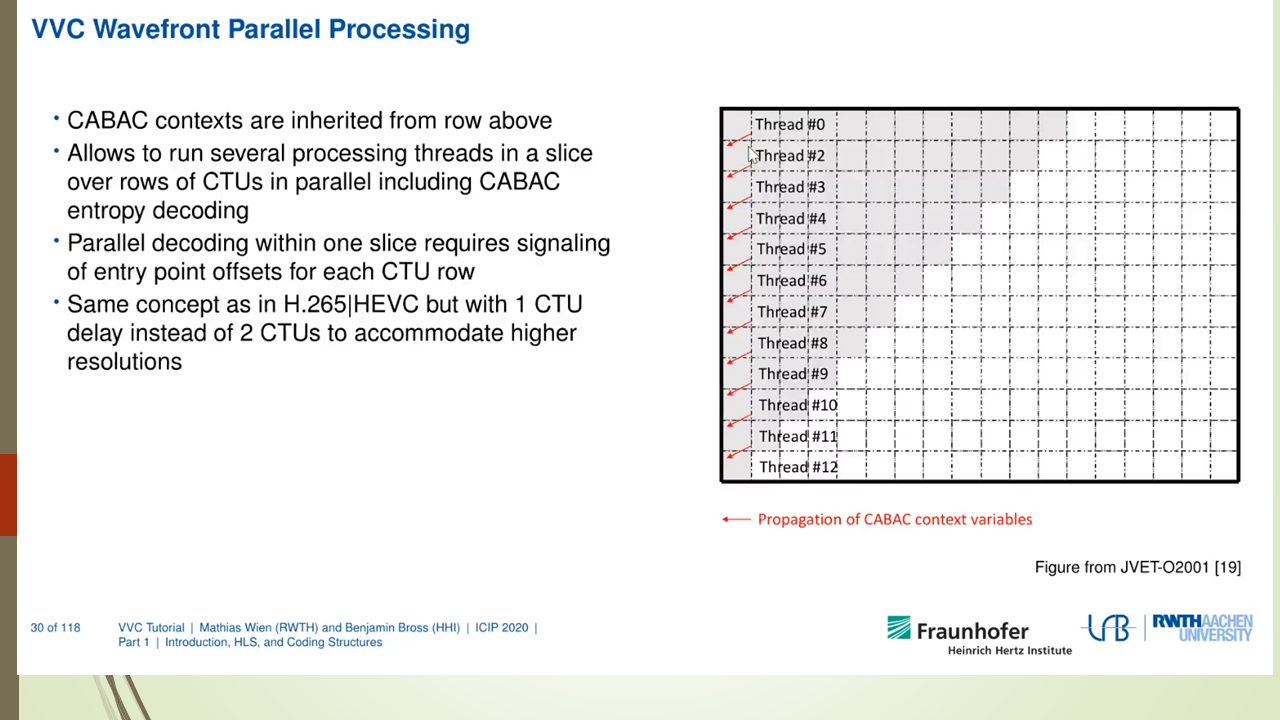 VVC Wavefront Parallel Processing
• CABAC contexts are inherited from row above
• Allows to run several processing threads in a slice
over rows of CTUs in parallel including CABAC
entropy decoding
• Parallel decoding within one slice requires signaling
of entry point offsets for each CTU row
• Same concept as in H.265|HEVC but with 1 CTU
delay instead of 2 CTUs to accommodate higher
resolutions
Thread #0
Thread #2
Thread #3
Thread #4
Thread #5
Thread #6
Thread #7
Thread #8
Thread #9
Thread #10
Thread #11
Thread #12
Propagation of CABAC context variables
Figure from JVET-O2001 [19]
30 of 118
VVC Tutorial | Mathias Wien (RWTH) and Benjamin Bross (HHI) | ICIP 2020 |
Part 1 | Introduction, HLS, and Coding Structures
Fraunhofer
Heinrich Hertz Institute
LfB
RWTHAACHEN
UNIVERSITY